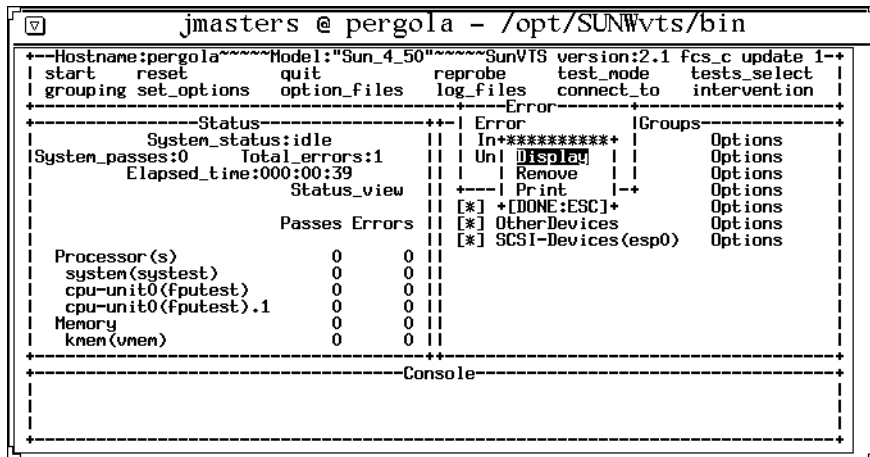 jmasters @ pergola - /opt/SUNWvts/bin
+--Hostname:pergola~~~~~Model:"Sun_4_50"~~~~~SunVTS version:2.1 fcs_c update 1-+
| start reset quit reprobe test_mode tests_select |
| grouping set_options option_files log_files connect_to intervention |
+---Error---+
+---Status---++-| Error |Groups---+
| System_status:idle || | In+**********+ | Options |
|System_passes:0 Total_errors:1 || | Un| Display | | Options |
| Elapsed_time:000:00:39 || | | Remove | | Options |
| Status_view || +---| Print |-+ Options |
| || [*] +[DONE:ESC]+ Options |
| Passes Errors || [*] OtherDevices Options |
| || [*] SCSI-Devices(esp0) Options |
| Processor(s) 0 0 || |
| system(systest) 0 0 || |
| cpu-unit0(fputest) 0 0 || |
| cpu-unit0(fputest).1 0 0 || |
| Memory 0 0 || |
| kmem(vmem) 0 0 || |
+---++---+
+---Console---+